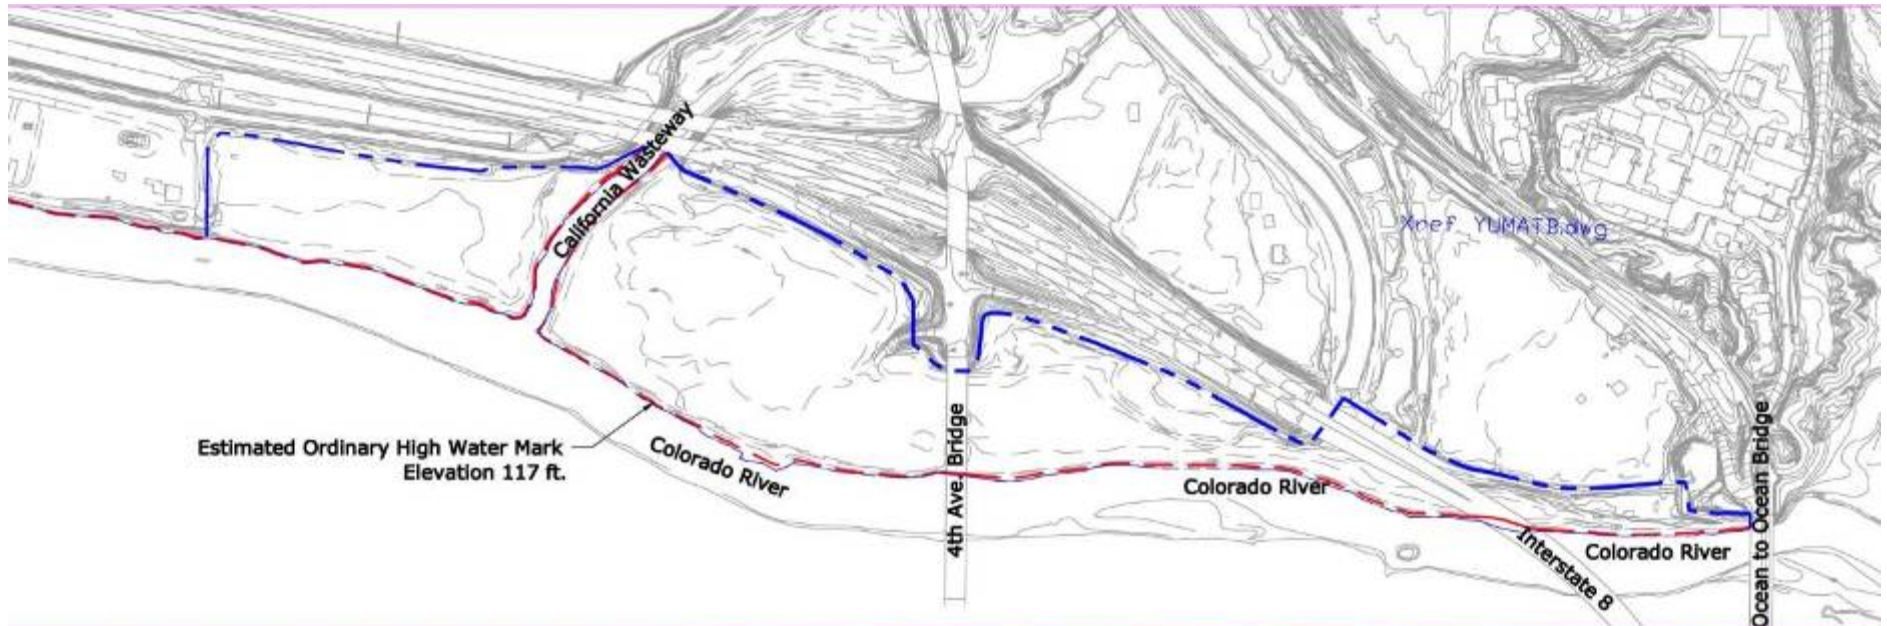 California Wasteway
Xref YUMATB.dwg
Estimated Ordinary High Water Mark
Elevation 117 ft.
Colorado River
4th Ave. Bridge
Colorado River
Interstate 8
Colorado River
Ocean to Ocean Bridge